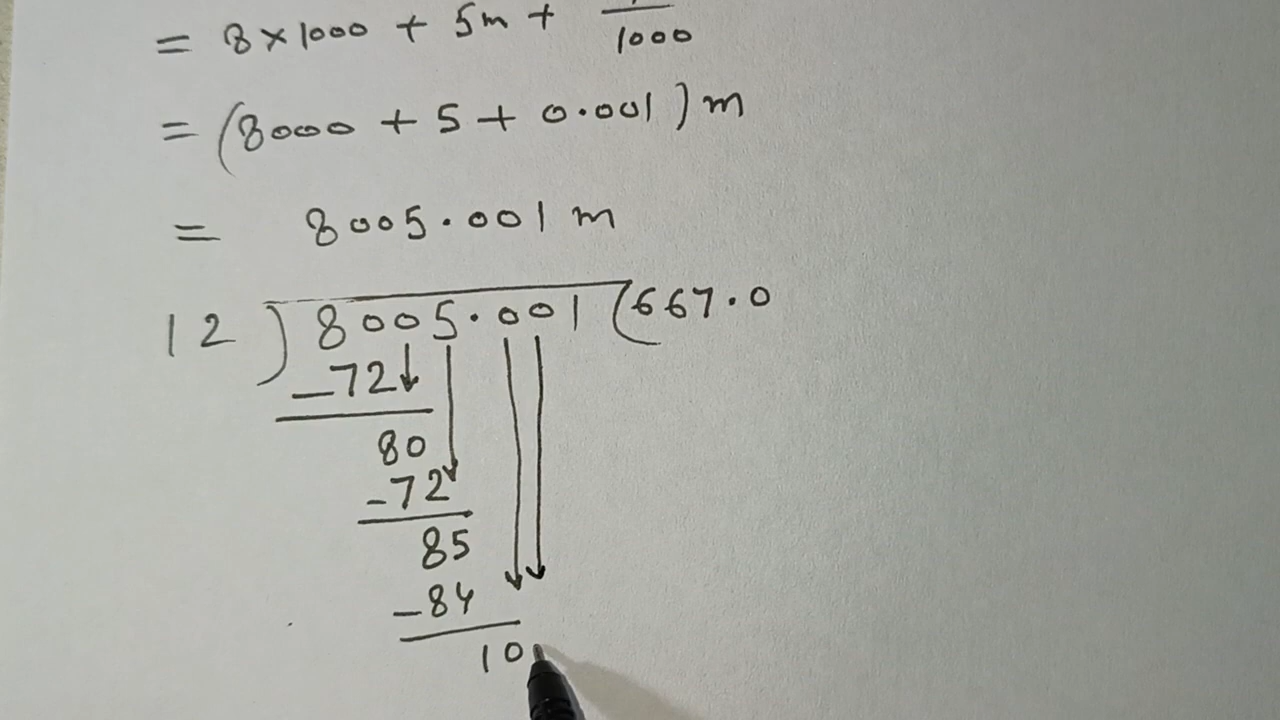 = 8 × 1000 + 5m + /1000
= (8000 + 5 + 0.001) m
= 8005.001 m
12 ) 8005.001 ( 667.0
-72
80
-72
85
-84
10